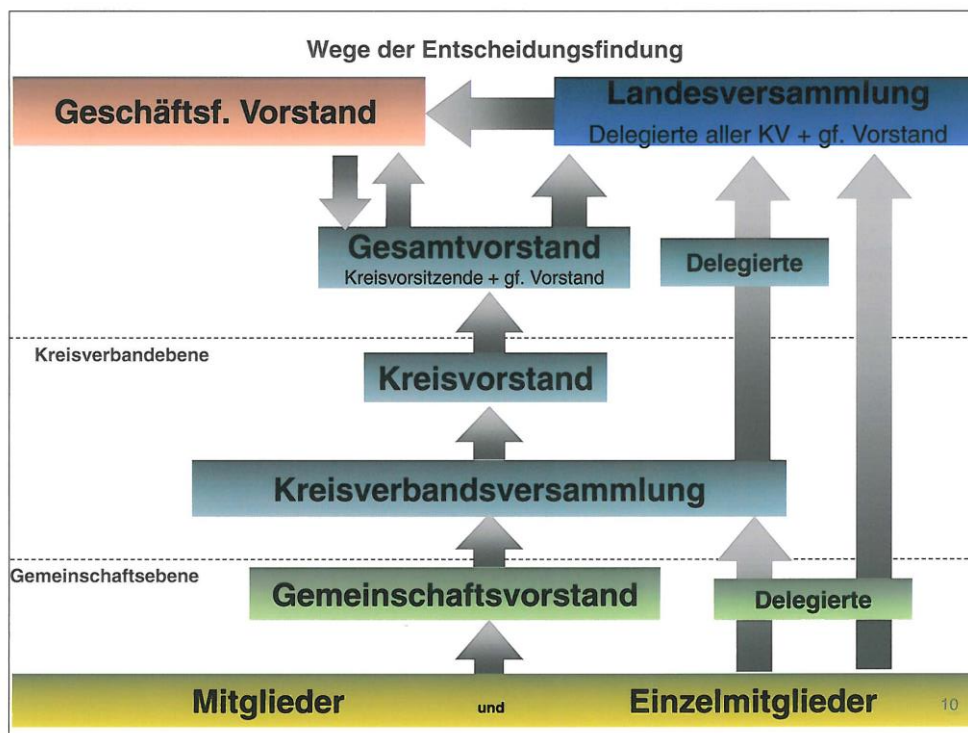 Wege der Entscheidungsfindung
Geschäftsf. Vorstand
Landesversammlung
Delegierte aller KV + gf. Vorstand
Gesamtvorstand
Kreisvorsitzende + gf. Vorstand
Delegierte
Kreisverbandebene
Kreisvorstand
Kreisverbandsversammlung
Gemeinschaftsebene
Gemeinschaftsvorstand
Delegierte
Mitglieder und Einzelmitglieder 10